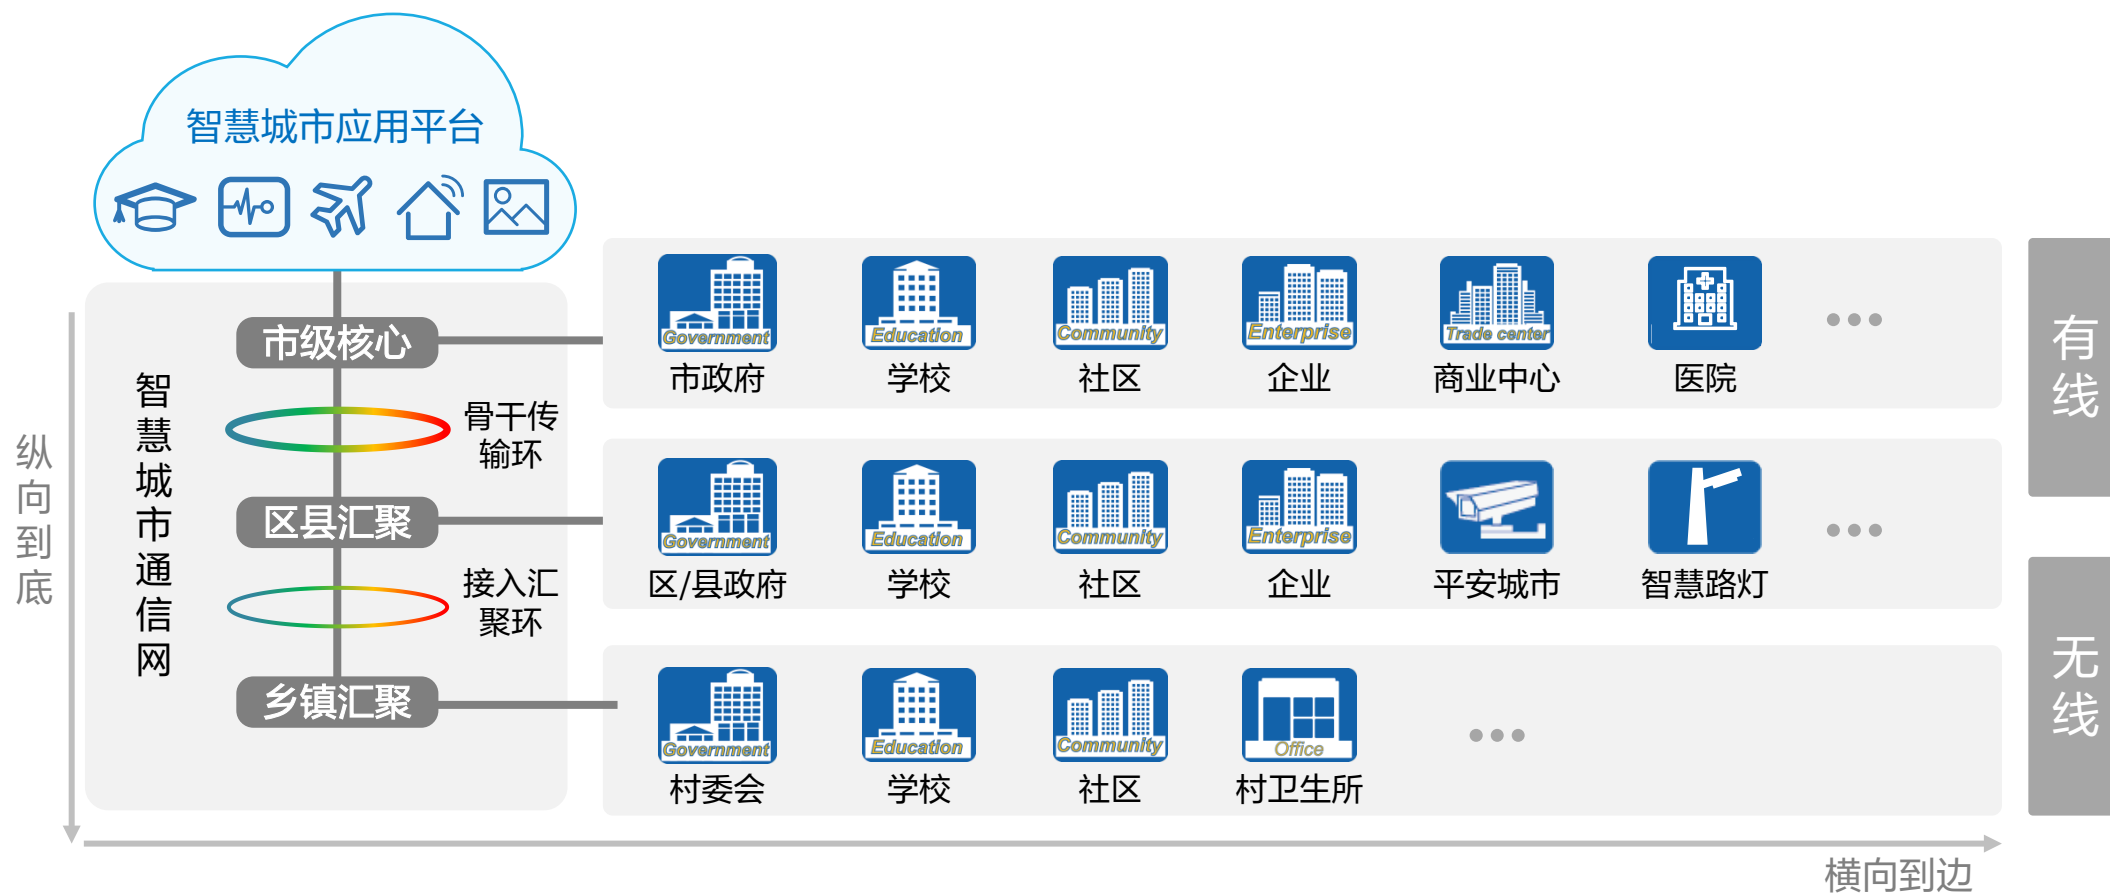 智慧城市应用平台
纵向到底
智慧城市通信网
市级核心
骨干传
输环
区县汇聚
接入汇
聚环
乡镇汇聚
Government
Education
Community
Enterprise
Trade center
市政府
学校
社区
企业
商业中心
医院
Government
Education
Community
Enterprise
区/县政府
学校
社区
企业
平安城市
智慧路灯
Government
Education
Community
Office
村委会
学校
社区
村卫生所
有线
无线
横向到边